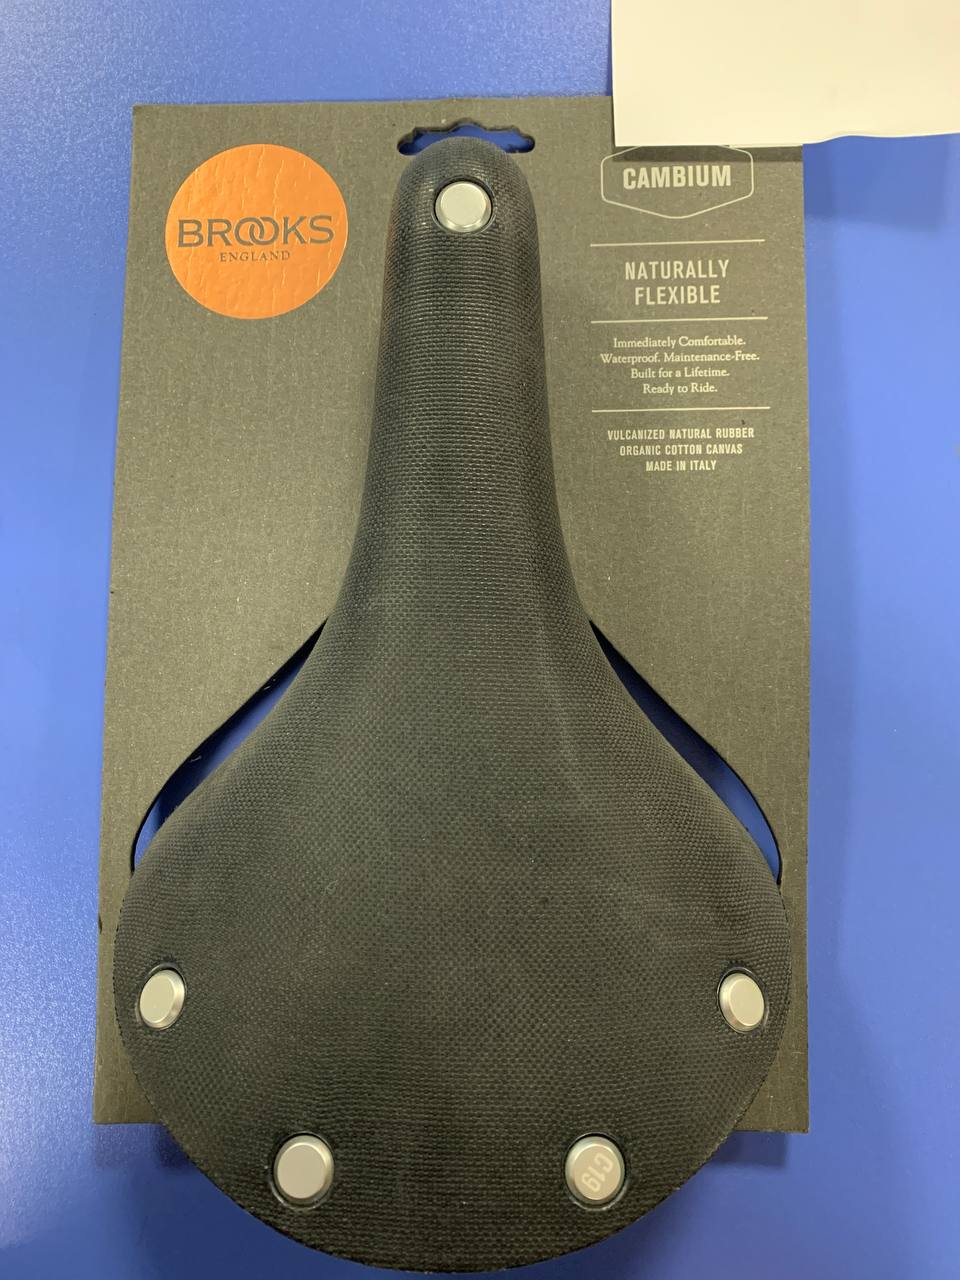 BROOKS
ENGLAND
CAMBIUM
NATURALLY
FLEXIBLE
Immediately Comfortable.
Waterproof. Maintenance-Free.
Built for a Lifetime.
Ready to Ride.
VULCANIZED NATURAL RUBBER
ORGANIC COTTON CANVAS
MADE IN ITALY
C19